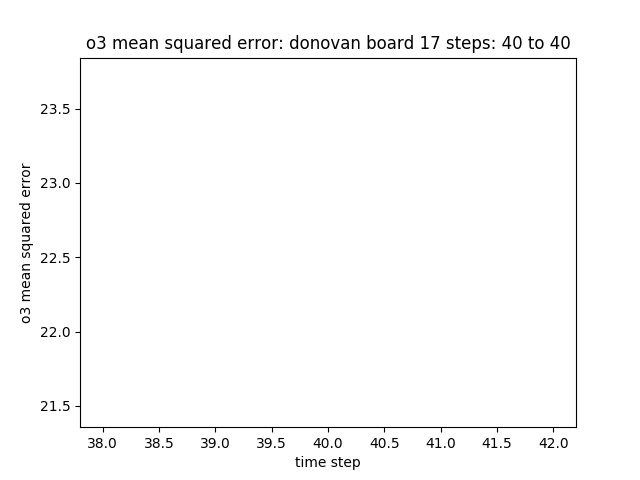 o3 mean squared error: donovan board 17 steps: 40 to 40
23.5
23.0
22.5
22.0
21.5
o3 mean squared error
38.0 38.5 39.0 39.5 40.0 40.5 41.0 41.5 42.0
time step